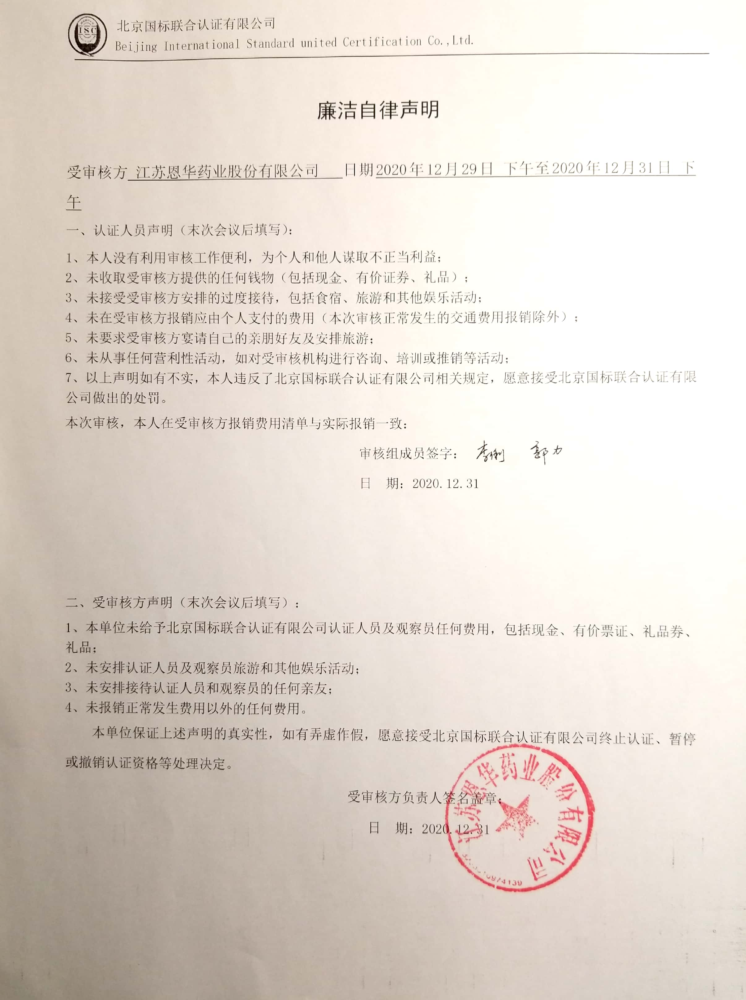 ISC
北京国标联合认证有限公司
Beijing International Standard united Certification Co.,Ltd.
廉洁自律声明
受审核方 江苏恩华药业股份有限公司 日期2020年12月29日 下午至2020年12月31日 下
午
一、认证人员声明（末次会议后填写）：
1、本人没有利用审核工作便利，为个人和他人谋取不正当利益；
2、未收取受审核方提供的任何钱物（包括现金、有价证券、礼品）；
3、未接受受审核方安排的过度接待，包括食宿、旅游和其他娱乐活动；
4、未在受审核方报销应由个人支付的费用（本次审核正常发生的交通费用报销除外）；
5、未要求受审核方宴请自己的亲朋好友及安排旅游；
6、未从事任何营利性活动，如对受审核机构进行咨询、培训或推销等活动；
7、以上声明如有不实，本人违反了北京国标联合认证有限公司相关规定，愿意接受北京国标联合认证有限
公司做出的处罚。
本次审核，本人在受审核方报销费用清单与实际报销一致：
审核组成员签字： 李俐 郭力
日 期：2020.12.31
二、受审核方声明（末次会议后填写）：
1、本单位未给予北京国标联合认证有限公司认证人员及观察员任何费用，包括现金、有价票证、礼品券、
礼品；
2、未安排认证人员及观察员旅游和其他娱乐活动；
3、未安排接待认证人员和观察员的任何亲友；
4、未报销正常发生费用以外的任何费用。
本单位保证上述声明的真实性，如有弄虚作假，愿意接受北京国标联合认证有限公司终止认证、暂停
或撤销认证资格等处理决定。
受审核方负责人签名盖章：
日 期：2020.12.31
江苏恩华药业股份有限公司